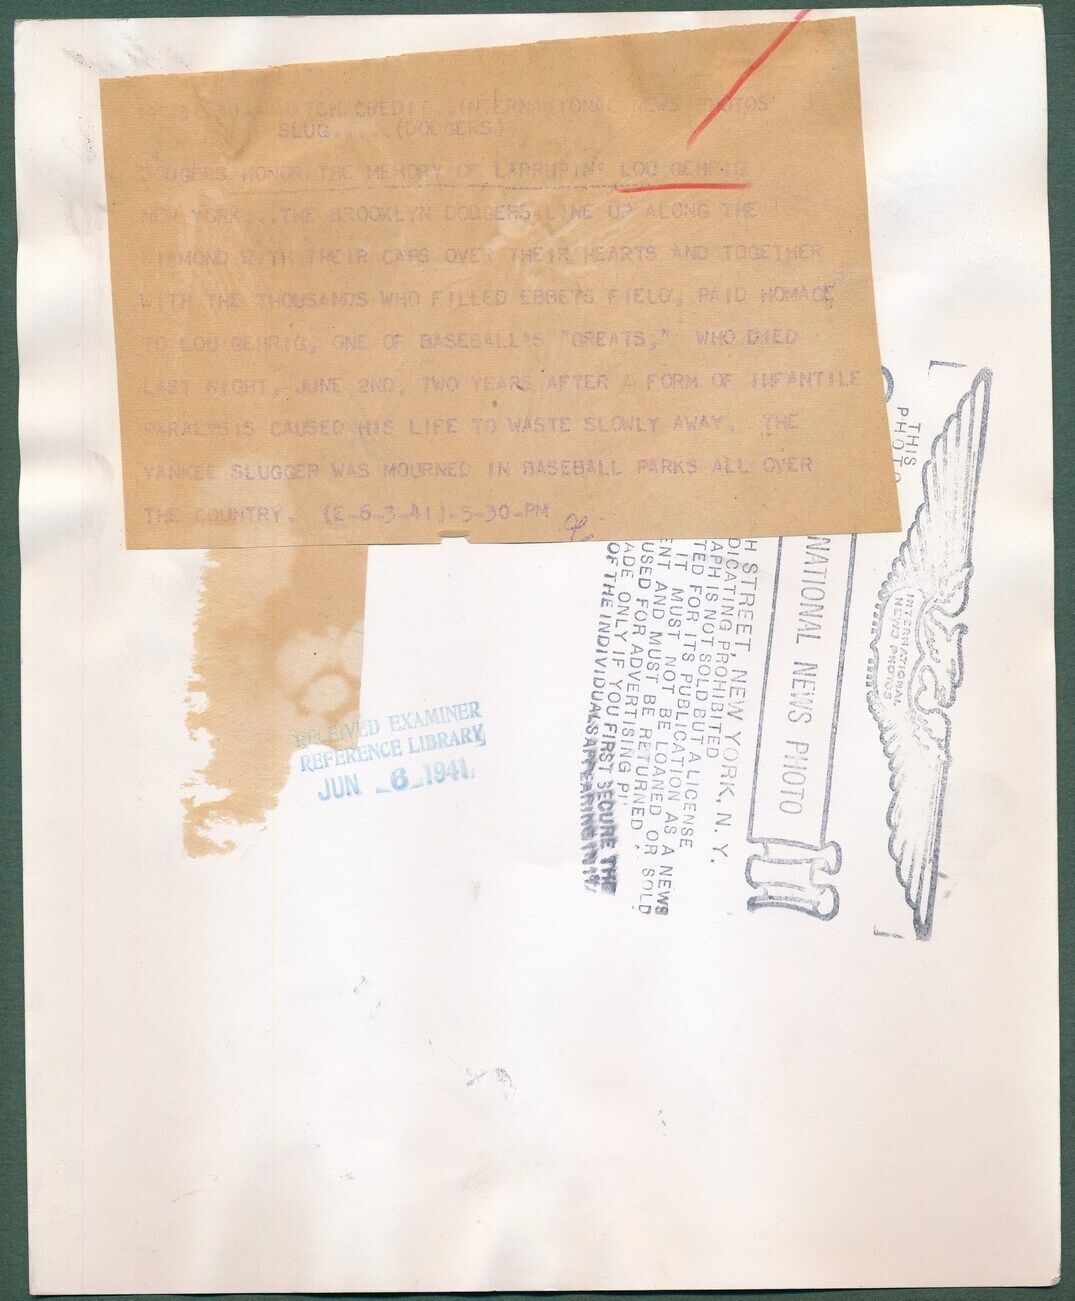 WATCH CREDIT...INTERNATIONAL NEWS PHOTOS
SLUG.....(DODGERS)
DODGERS HONOR THE MEMORY OF LARRUPIN' LOU GEHRIG
NEW YORK...THE BROOKLYN DODGERS LINE UP ALONG THE
DIAMOND WITH THEIR CAPS OVER THEIR HEARTS AND TOGETHER
WITH THE THOUSANDS WHO FILLED EBBETS FIELD, PAID HOMAGE
TO LOU GEHRIG, ONE OF BASEBALL'S "GREATS," WHO DIED
LAST NIGHT, JUNE 2ND, TWO YEARS AFTER A FORM OF INFANTILE
PARALYSIS CAUSED HIS LIFE TO WASTE SLOWLY AWAY. THE
YANKEE SLUGGER WAS MOURNED IN BASEBALL PARKS ALL OVER
THE COUNTRY. (E-6-3-41)-5-30-PM
RECEIVED EXAMINER
REFERENCE LIBRARY
JUN 6 1941
INTERNATIONAL
NEWS PHOTOS
THIS
PHOTO
NATIONAL NEWS PHOTO
H STREET, NEW YORK, N. Y.
DICATING PROHIBITED
APH IS NOT SOLD BUT A LICENSE
TED FOR ITS PUBLICATION AS A NEWS
IT MUST NOT BE LOANED OR SOLD
ENT AND MUST BE RETURNED.
USED FOR ADVERTISING
ADE ONLY IF YOU FIRST SECURE THE
OF THE INDIVIDUALS APPEARING IN